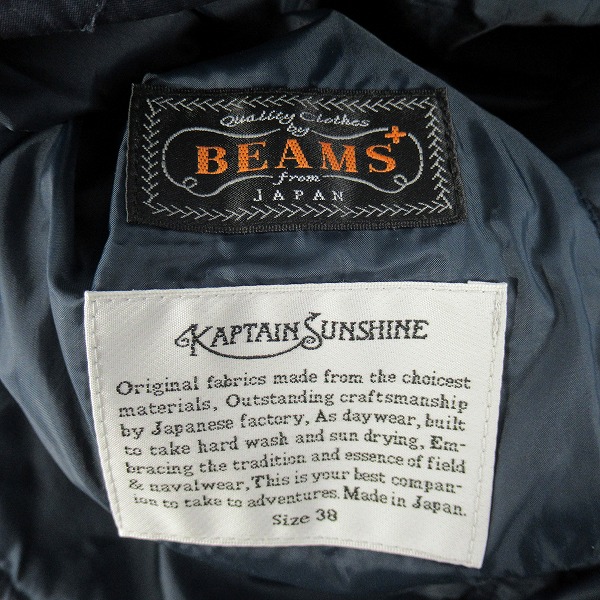 Quality Clothes
by
BEAMS+
from
JAPAN
KAPTAIN SUNSHINE
Original fabrics made from the choicest
materials, Outstanding craftsmanship
by Japanese factory, As daywear, built
to take hard wash and sun drying, Em-
bracing the tradition and essence of field
& navalwear, This is your best compan-
ion to take to adventures. Made in Japan.
Size 38